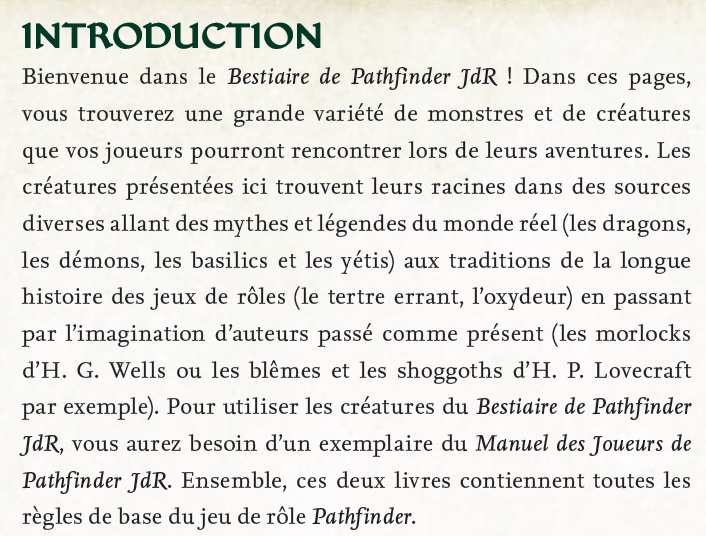 INTRODUCTION
Bienvenue dans le Bestiaire de Pathfinder JdR ! Dans ces pages,
vous trouverez une grande variété de monstres et de créatures
que vos joueurs pourront rencontrer lors de leurs aventures. Les
créatures présentées ici trouvent leurs racines dans des sources
diverses allant des mythes et légendes du monde réel (les dragons,
les démons, les basilics et les yétis) aux traditions de la longue
histoire des jeux de rôles (le tertre errant, l’oxydeur) en passant
par l’imagination d’auteurs passé comme présent (les morlocks
d’H. G. Wells ou les blêmes et les shoggoths d’H. P. Lovecraft
par exemple). Pour utiliser les créatures du Bestiaire de Pathfinder
JdR, vous aurez besoin d’un exemplaire du Manuel des Joueurs de
Pathfinder JdR. Ensemble, ces deux livres contiennent toutes les
règles de base du jeu de rôle Pathfinder.